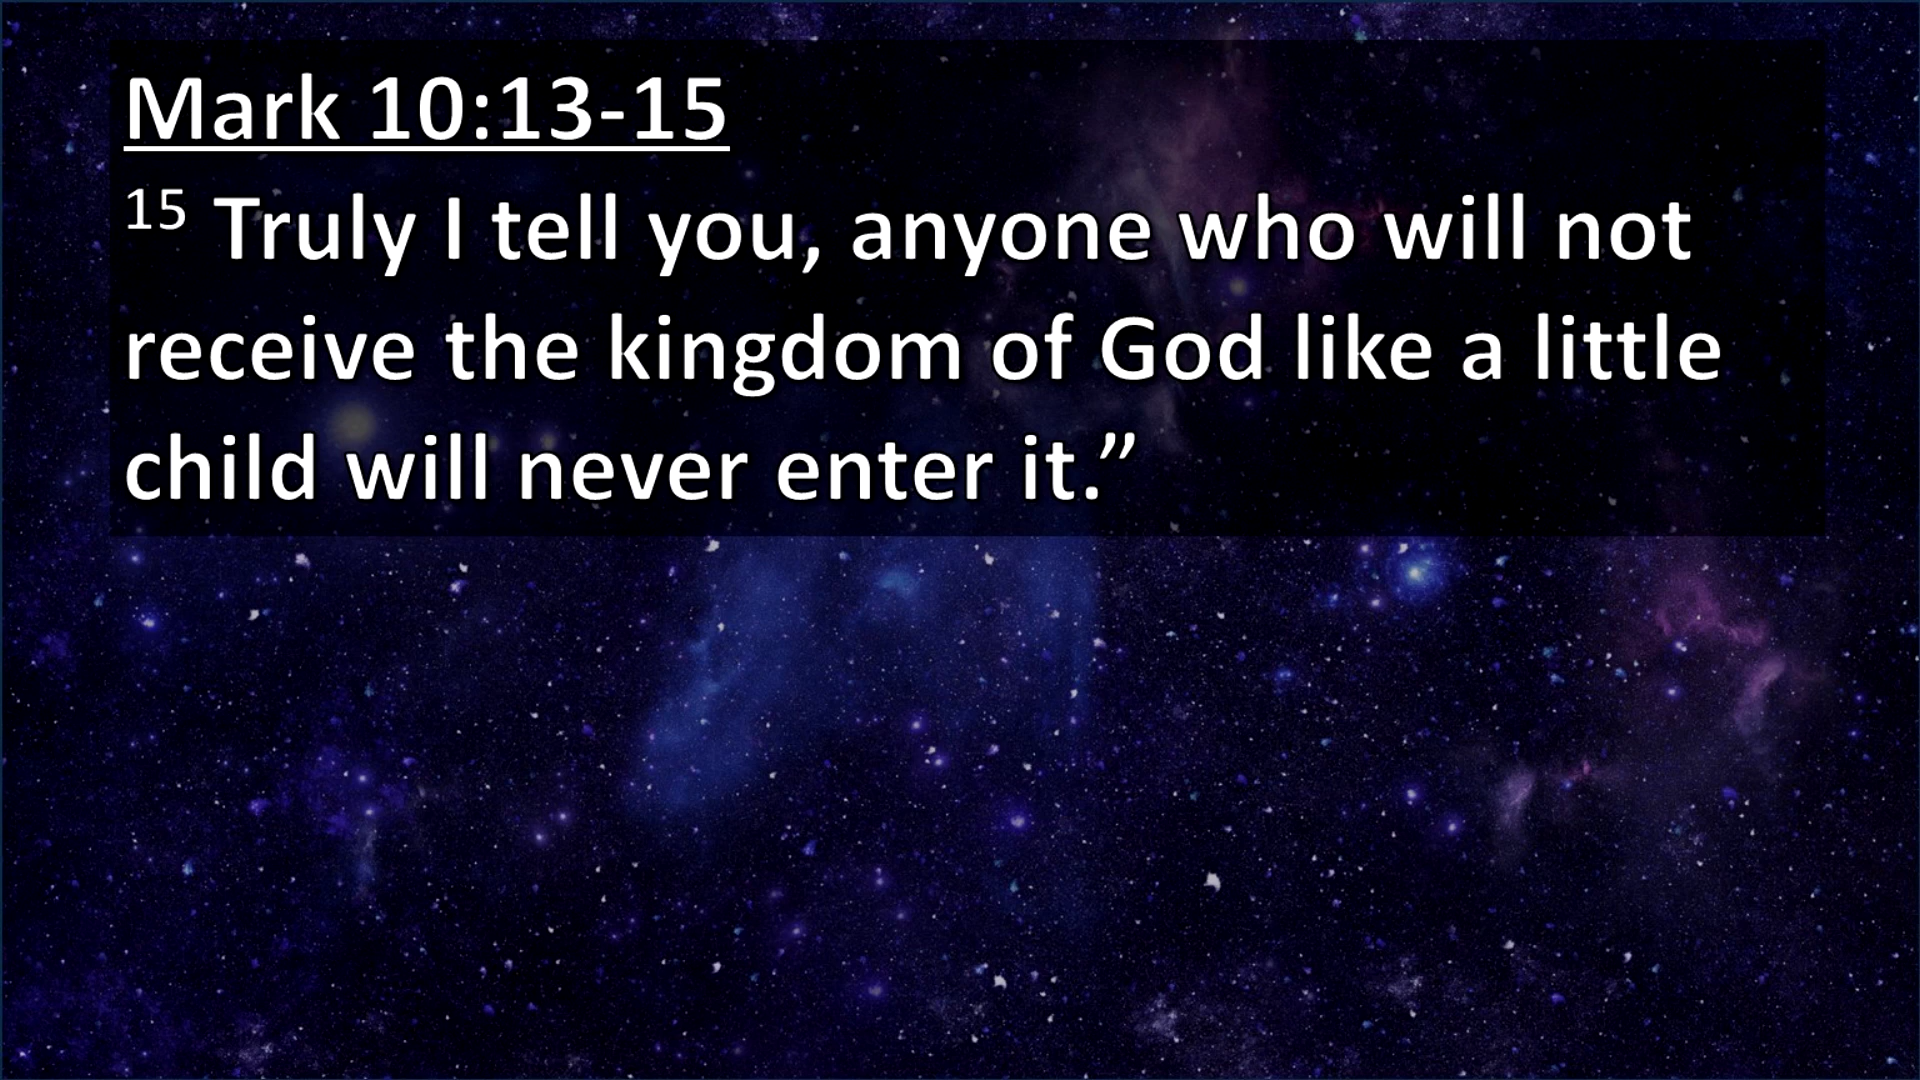 Mark 10:13-15
15 Truly I tell you, anyone who will not
receive the kingdom of God like a little
child will never enter it.”